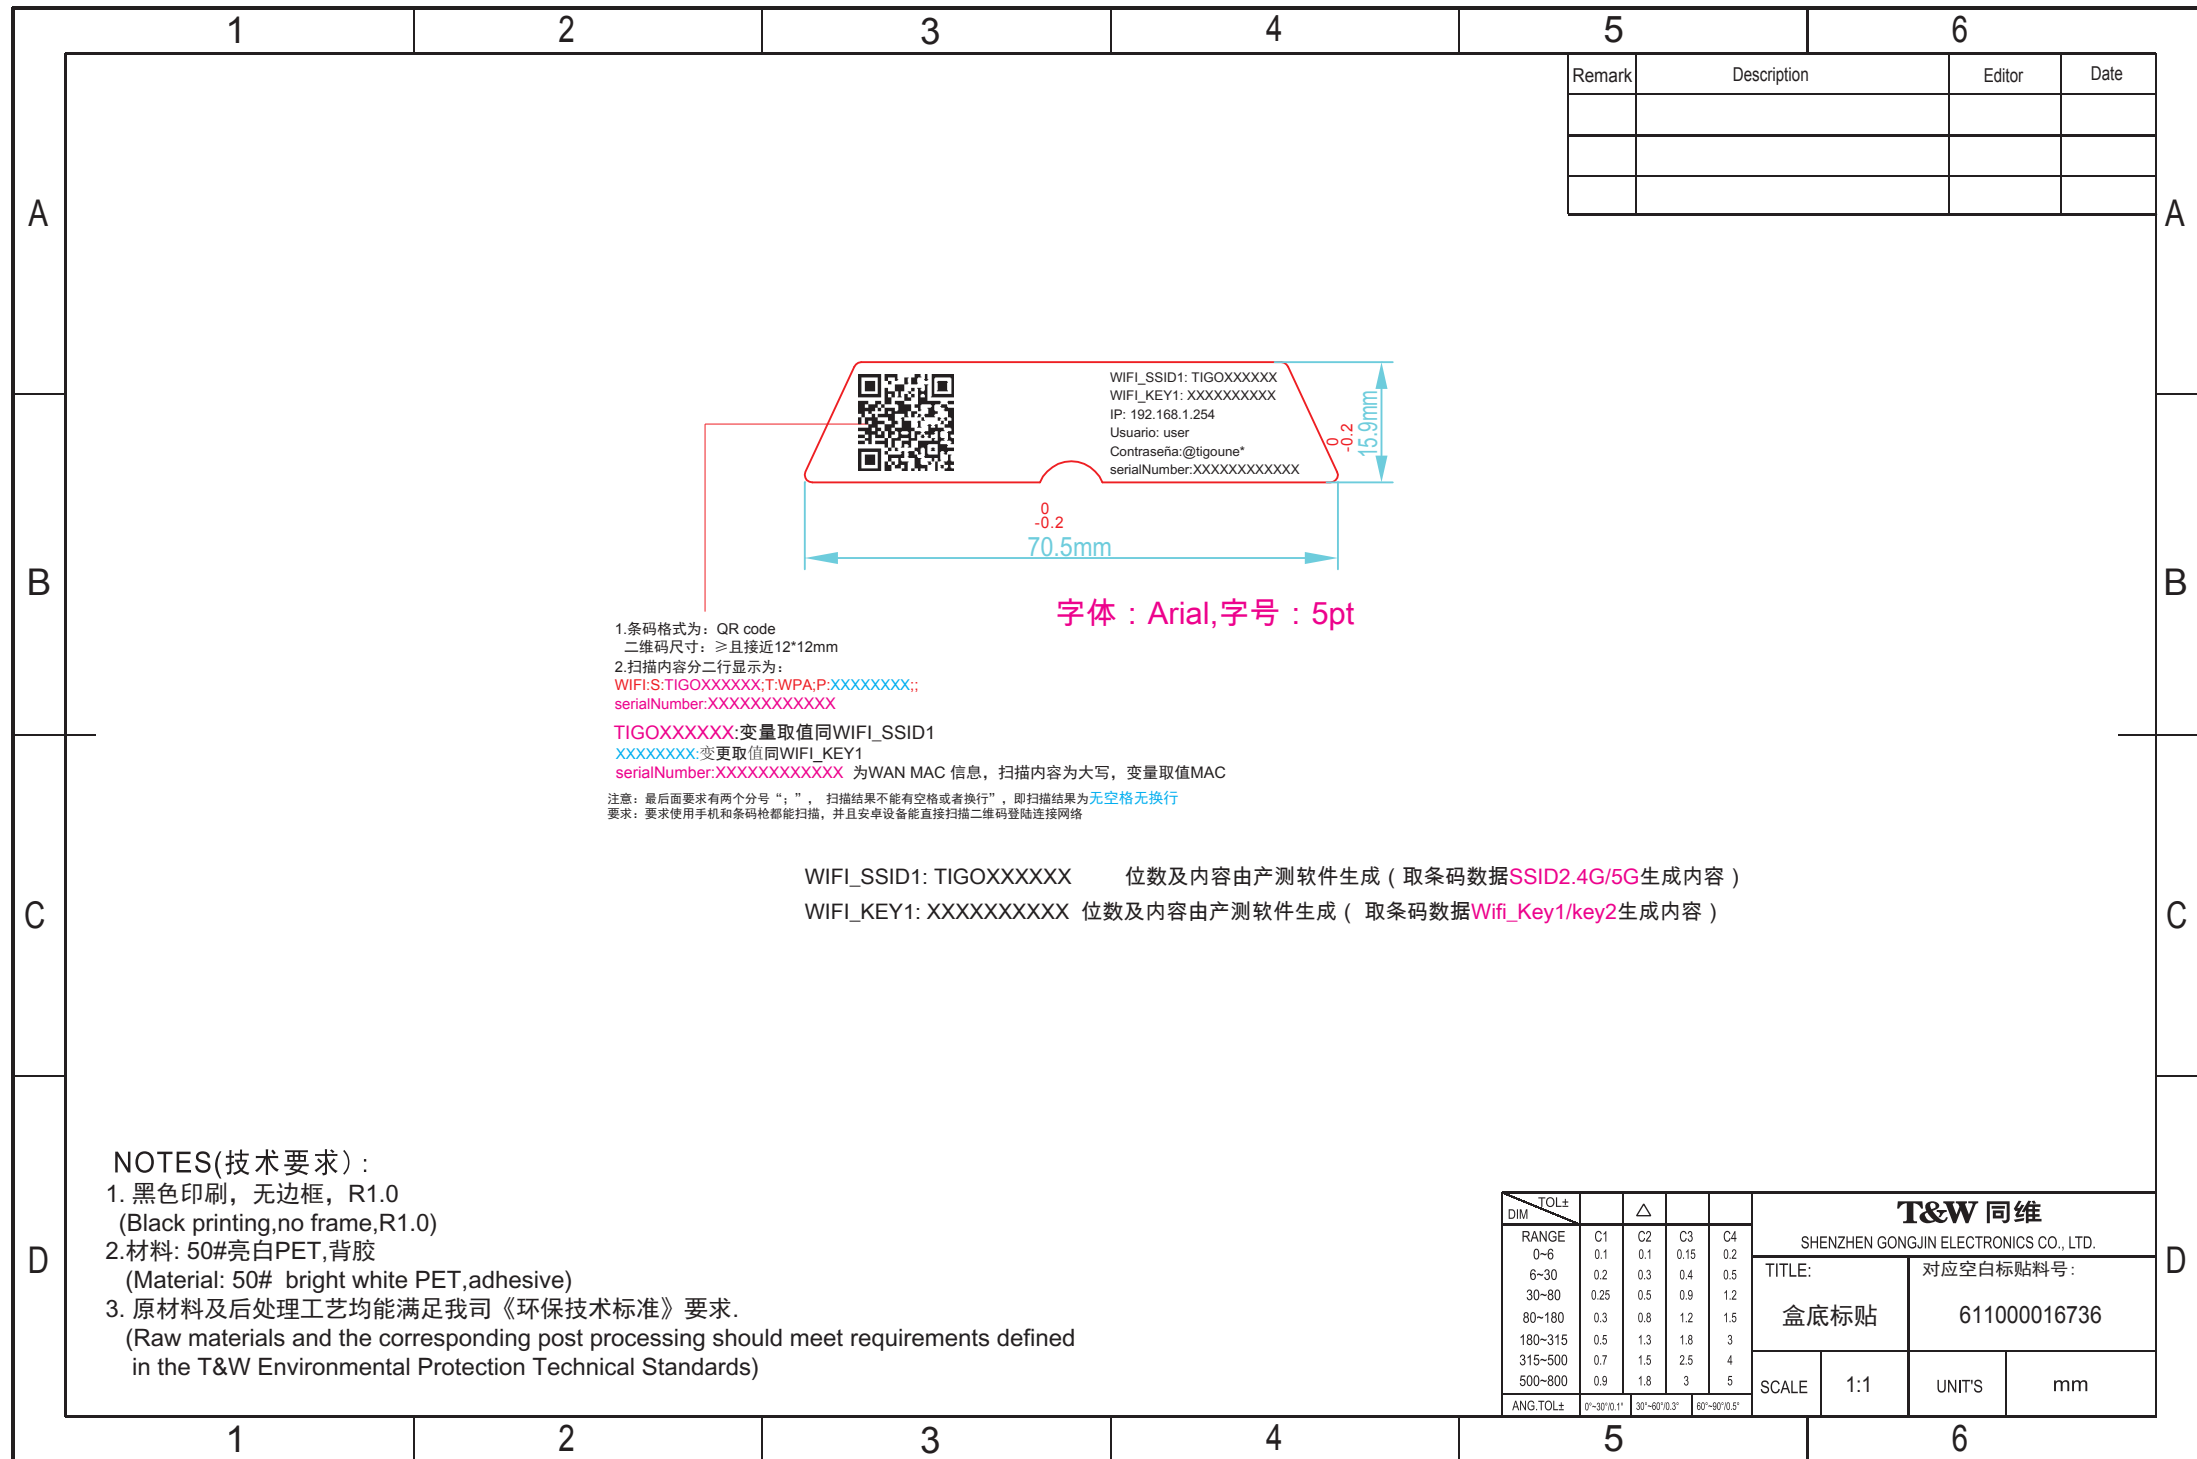 1 2 3 4 5 6
Remark Description Editor Date
A A
WIFI_SSID1: TIGOXXXXXX
WIFI_KEY1: XXXXXXXXXX
IP: 192.168.1.254
Usuario: user
Contraseña:@tigoune*
serialNumber:XXXXXXXXXXXX
0
-0.2
15.9mm
0
-0.2
70.5mm
B B
字体：Arial,字号：5pt
1.条码格式为：QR code
二维码尺寸：≥且接近12*12mm
2.扫描内容分二行显示为：
WIFI:S:TIGOXXXXXX;T:WPA;P:XXXXXXXX;;
serialNumber:XXXXXXXXXXXX
TIGOXXXXXX:变量取值同WIFI_SSID1
XXXXXXXX:变更取值同WIFI_KEY1
serialNumber:XXXXXXXXXXXX 为WAN MAC 信息，扫描内容为大写，变量取值MAC
注意：最后面要求有两个分号“；”， 扫描结果不能有空格或者换行”，即扫描结果为无空格无换行
要求：要求使用手机和条码枪都能扫描，并且安卓设备能直接扫描二维码登陆连接网络
WIFI_SSID1: TIGOXXXXXX 位数及内容由产测软件生成（取条码数据SSID2.4G/5G生成内容）
WIFI_KEY1: XXXXXXXXXX 位数及内容由产测软件生成（ 取条码数据Wifi_Key1/key2生成内容）
C C
NOTES(技术要求)：
1. 黑色印刷，无边框，R1.0
(Black printing,no frame,R1.0)
2.材料: 50#亮白PET,背胶
(Material: 50# bright white PET,adhesive)
3. 原材料及后处理工艺均能满足我司《环保技术标准》要求.
(Raw materials and the corresponding post processing should meet requirements defined
in the T&W Environmental Protection Technical Standards)
D D
DIM TOL± △
RANGE C1 C2 C3 C4
0~6 0.1 0.1 0.15 0.2
6~30 0.2 0.3 0.4 0.5
30~80 0.25 0.5 0.9 1.2
80~180 0.3 0.8 1.2 1.5
180~315 0.5 1.3 1.8 3
315~500 0.7 1.5 2.5 4
500~800 0.9 1.8 3 5
ANG.TOL± 0°~30°/0.1° 30°~60°/0.3° 60°~90°/0.5°
T&W 同维
SHENZHEN GONGJIN ELECTRONICS CO., LTD.
TITLE: 对应空白标贴料号：
盒底标贴 611000016736
SCALE 1:1 UNIT'S mm
1 2 3 4 5 6